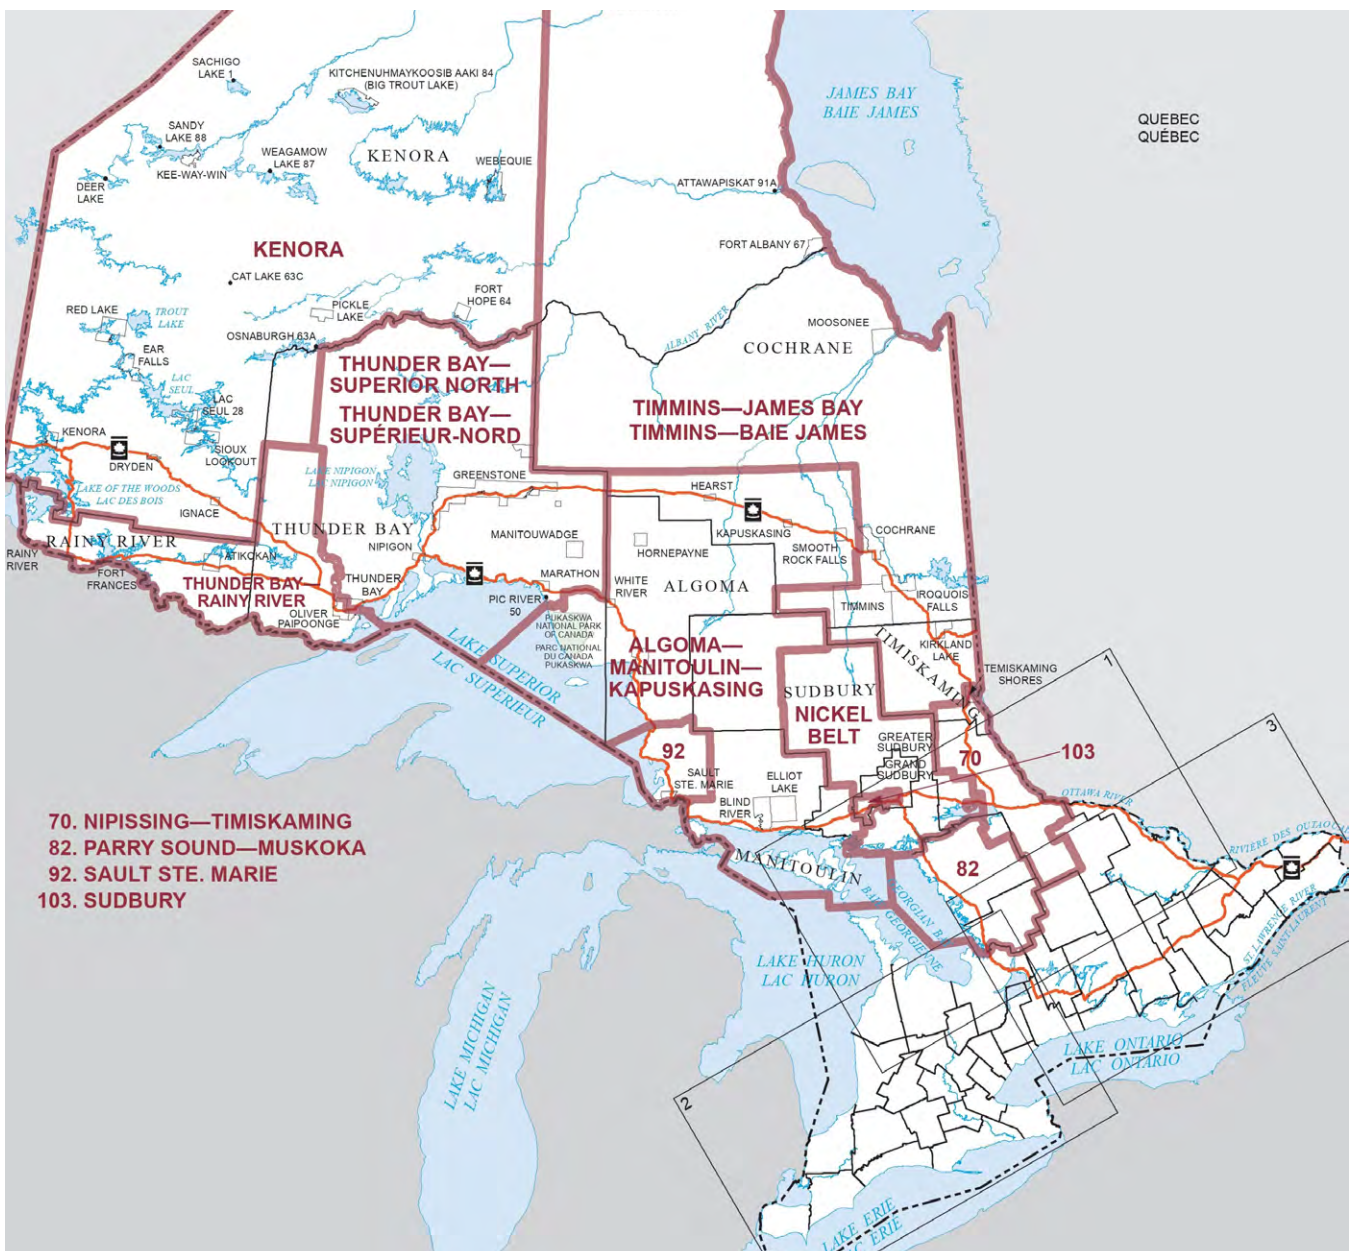 SACHIGO
LAKE 1
KITCHENUHMAYKOOSIB AAKI 84
(BIG TROUT LAKE)
JAMES BAY
BAIE JAMES
QUEBEC
QUÉBEC
SANDY
LAKE 88
KEE-WAY-WIN
WEAGAMOW
LAKE 87
KENORA
WEBEQUIE
DEER
LAKE
ATTAWAPISKAT 91A
KENORA
FORT ALBANY 67
CAT LAKE 63C
FORT
HOPE 64
PICKLE
LAKE
RED LAKE
TROUT
LAKE
OSNABURGH 63A
MOOSONEE
ALBANY RIVER
COCHRANE
EAR
FALLS
LAC
SEUL
LAC
SEUL 28
THUNDER BAY—
SUPERIOR NORTH
THUNDER BAY—
SUPÉRIEUR-NORD
TIMMINS—JAMES BAY
TIMMINS—BAIE JAMES
KENORA
SIOUX
LOOKOUT
DRYDEN
LAKE NIPIGON
LAC NIPIGON
GREENSTONE
LAKE OF THE WOODS
LAC DES BOIS
IGNACE
HEARST
THUNDER BAY
MANITOUWADGE
KAPUSKASING
COCHRANE
RAINY RIVER
RAINY
RIVER
ATIKOKAN
NIPIGON
HORNEPAYNE
SMOOTH
ROCK FALLS
FORT
FRANCES
THUNDER BAY
RAINY RIVER
THUNDER
BAY
MARATHON
WHITE
RIVER
ALGOMA
PIC RIVER
50
OLIVER
PAIPOONGE
TIMMINS
IROQUOIS
FALLS
PUKASKWA
NATIONAL PARK
OF CANADA
PARC NATIONAL
DU CANADA
PUKASKWA
LAKE SUPERIOR
LAC SUPÉRIEUR
ALGOMA—
MANITOULIN—
KAPUSKASING
TIMISKAMING
KIRKLAND
LAKE
TEMISKAMING
SHORES
1
SUDBURY
NICKEL
BELT
3
GREATER
SUDBURY
GRAND
SUDBURY
92
70
103
SAULT
STE. MARIE
ELLIOT
LAKE
BLIND
RIVER
OTTAWA RIVER
RIVIÈRE DES OUTAOUAIS
70. NIPISSING—TIMISKAMING
82. PARRY SOUND—MUSKOKA
92. SAULT STE. MARIE
103. SUDBURY
MANITOULIN
82
GEORGIAN BAY
BAIE GEORGIENNE
ST. LAWRENCE RIVER
FLEUVE SAINT-LAURENT
LAKE HURON
LAC HURON
LAKE MICHIGAN
LAC MICHIGAN
LAKE ONTARIO
LAC ONTARIO
2
LAKE ERIE
LAC ERIE